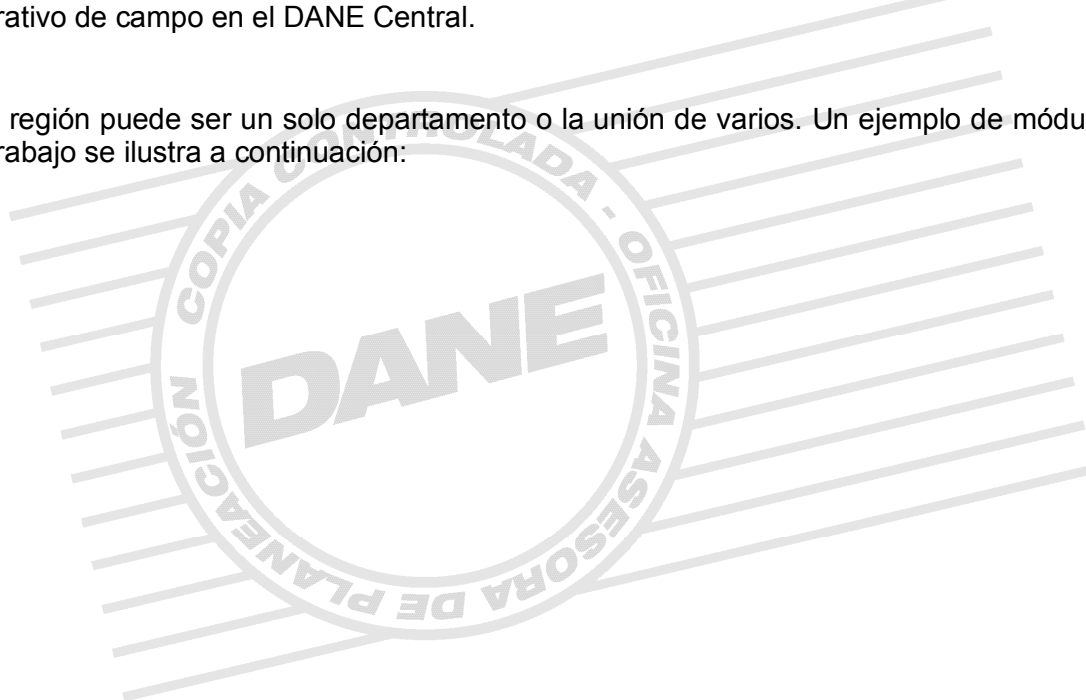 rativo de campo en el DANE Central.
región puede ser un solo departamento o la unión de varios. Un ejemplo de módu
rabajo se ilustra a continuación:
COPIA CONTROLADA - OFICINA ASESORA DE PLANEACIÓN
DANE